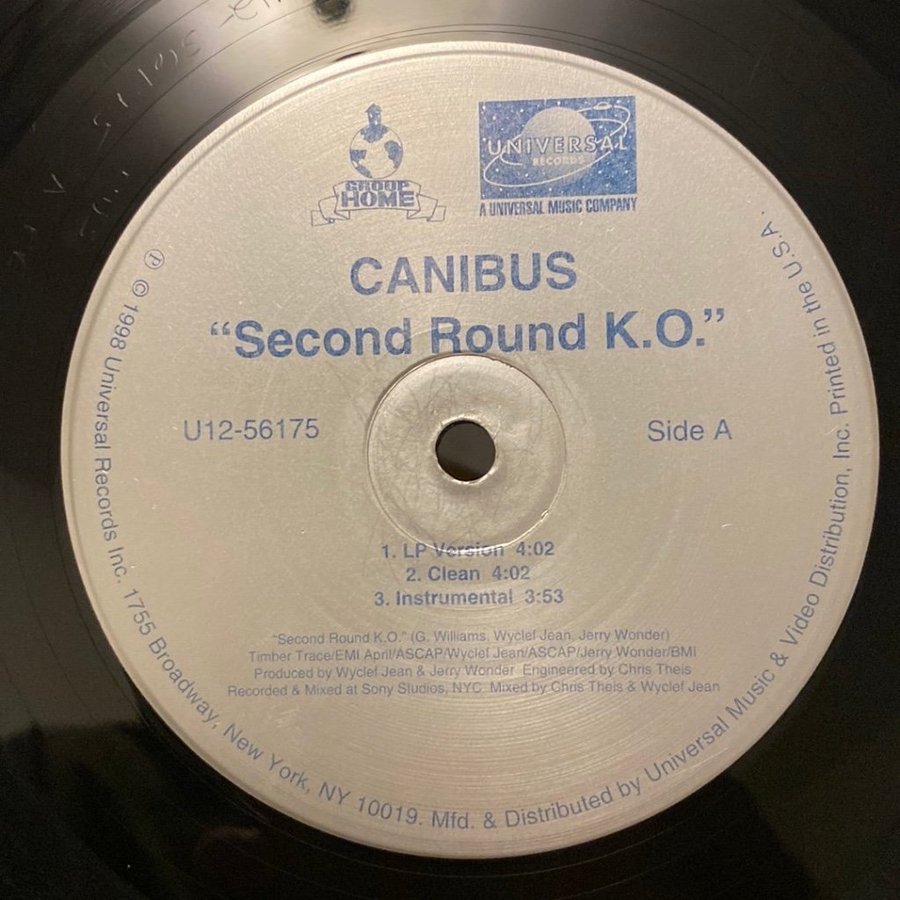 GROUP
HOME
UNIVERSAL
RECORDS
A UNIVERSAL MUSIC COMPANY
CANIBUS
“Second Round K.O.”
U12-56175
Side A
1. LP Version 4:02
2. Clean 4:02
3. Instrumental 3:53
“Second Round K.O.” (G. Williams, Wyclef Jean, Jerry Wonder)
Timber Trace/EMI April/ASCAP/Wyclef Jean/ASCAP/Jerry Wonder/BMI
Produced by Wyclef Jean & Jerry Wonder Engineered by Chris Theis
Recorded & Mixed at Sony Studios, NYC. Mixed by Chris Theis & Wyclef Jean
℗ © 1998 Universal Records Inc. 1755 Broadway, New York, NY 10019. Mfd. & Distributed by Universal Music & Video Distribution, Inc. Printed in the U.S.A.